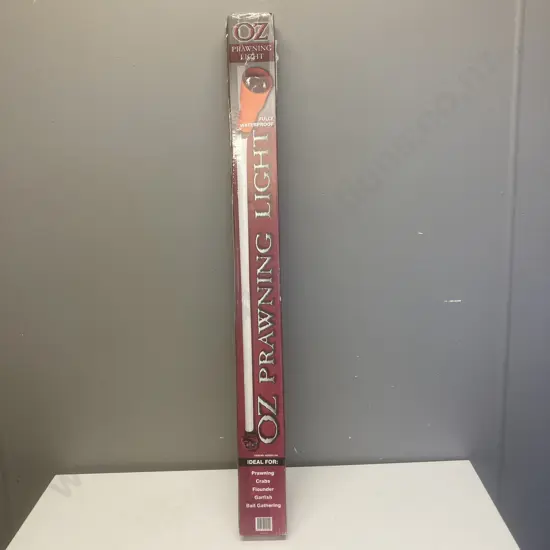 OZ
PRAWNING
LIGHT
FULLY
WATERPROOF
OZ PRAWNING LIGHT
IDEAL FOR:
Prawning
Crabs
Flounder
Garfish
Bait Gathering